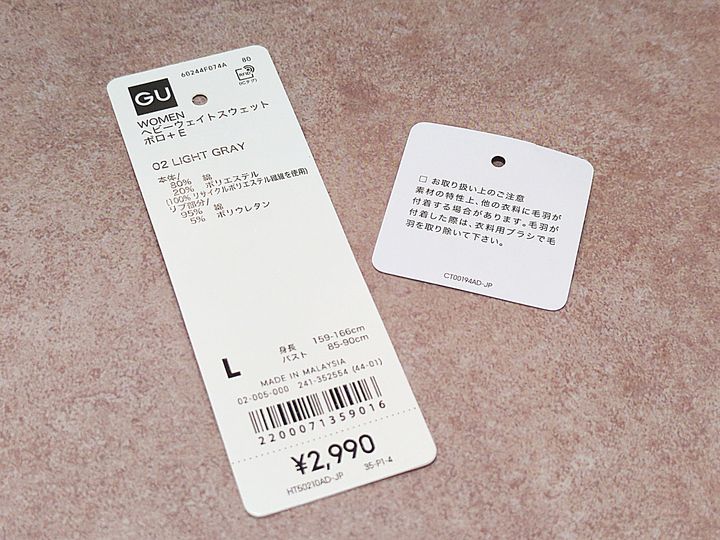 60244F074A 80
GU
RFID
(ICタグ)
WOMEN
ヘビーウェイトスウェット
ポロ+E
02 LIGHT GRAY
本体/
80% 綿
20% ポリエステル
(100% リサイクルポリエステル繊維を使用)
リブ部分/
95% 綿
5% ポリウレタン
L
身長 159-166cm
バスト 85-90cm
MADE IN MALAYSIA
02-005-000 241-352554 (44-01)
2200071359016
¥2,990
HT50210AD-JP 35-P1-4
□ お取り扱い上のご注意
素材の特性上、他の衣料に毛羽が
付着する場合があります。毛羽が
付着した際は、衣料用ブラシで毛
羽を取り除いて下さい。
CT00194AD-JP